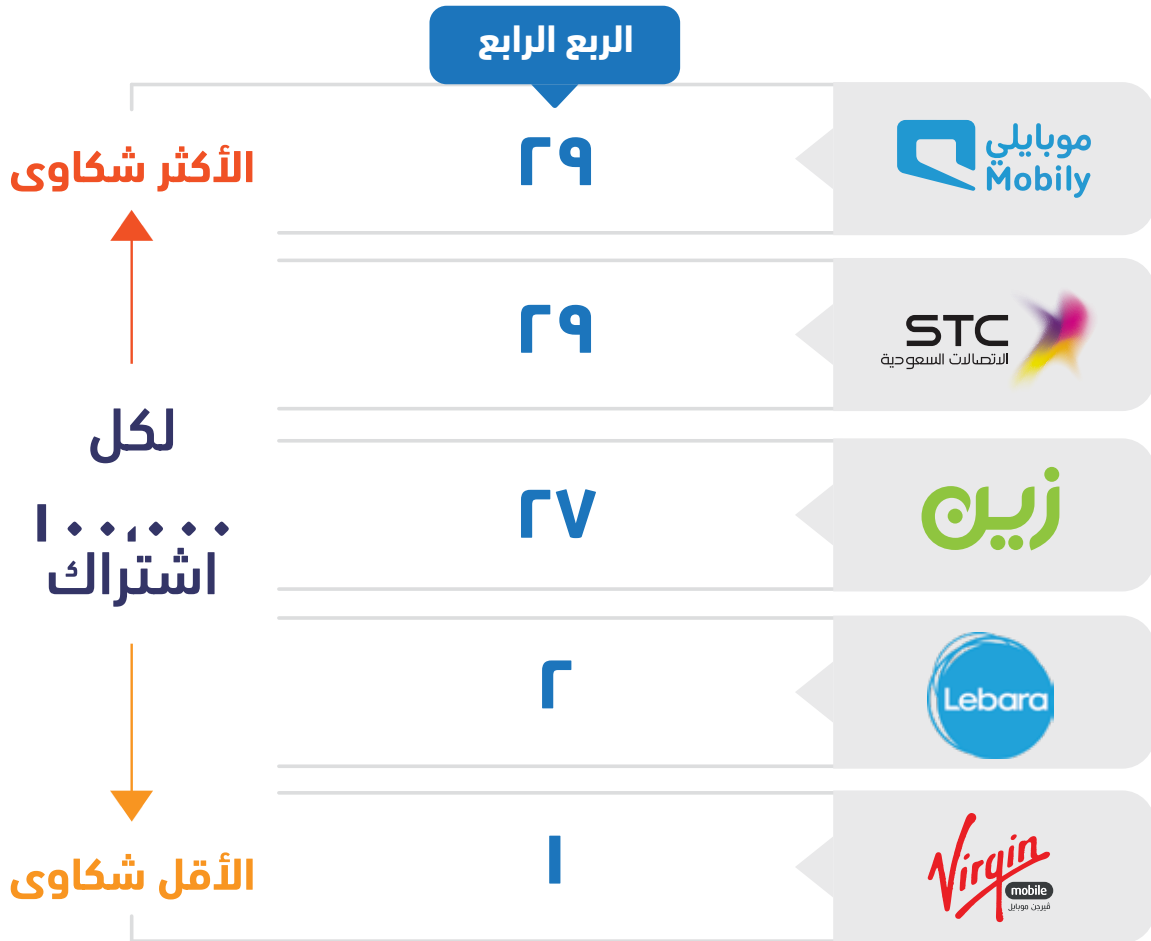 الربع الرابع
موبايلي
Mobily
٢٩
الأكثر شكاوى
STC
الاتصالات السعودية
٢٩
لكل
١٠٠,٠٠٠
اشتراك
زين
٢٧
Lebara
٢
Virgin
mobile
ڤيرجن موبايل
١
الأقل شكاوى